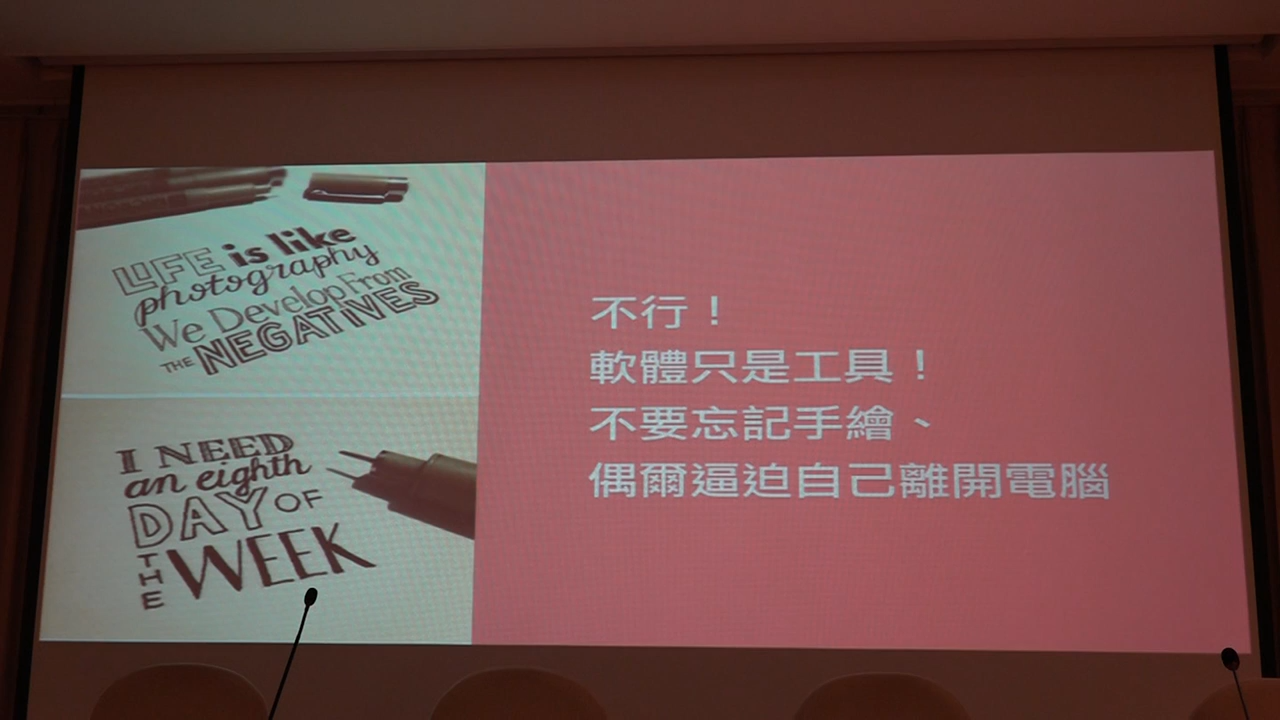 LIFE is like
photography
We Develop From
THE NEGATIVES
I NEED
an eighth
DAY OF
THE WEEK
不行！
軟體只是工具！
不要忘記手繪、
偶爾逼迫自己離開電腦